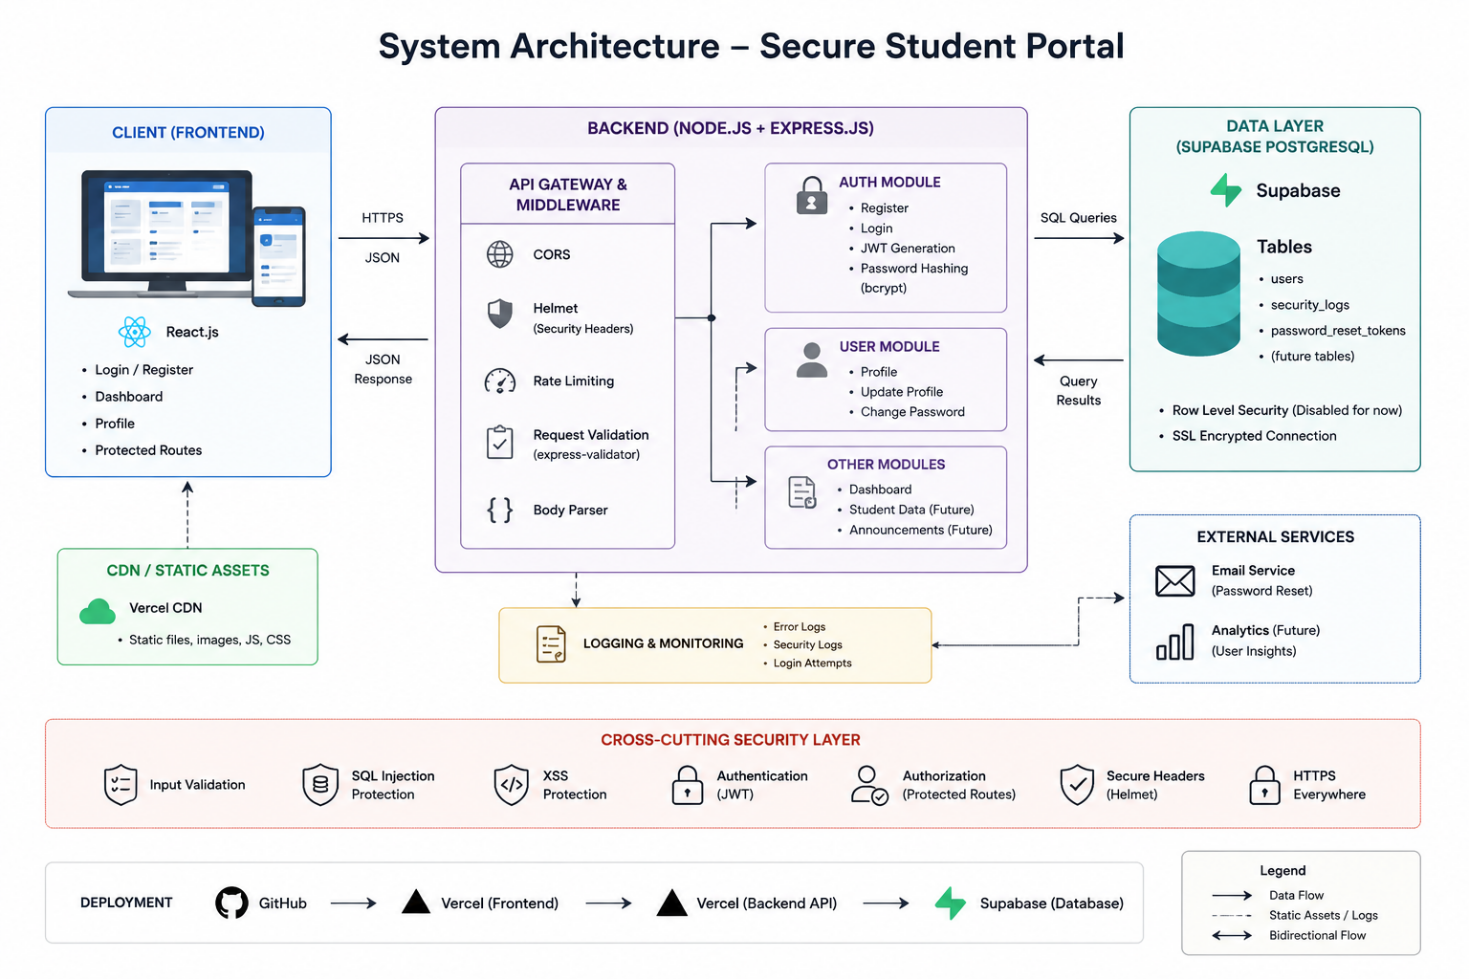 System Architecture – Secure Student Portal
CLIENT (FRONTEND)
React.js
• Login / Register
• Dashboard
• Profile
• Protected Routes
HTTPS
JSON
JSON
Response
BACKEND (NODE.JS + EXPRESS.JS)
API GATEWAY &
MIDDLEWARE
CORS
Helmet
(Security Headers)
Rate Limiting
Request Validation
(express-validator)
{ } Body Parser
AUTH MODULE
• Register
• Login
• JWT Generation
• Password Hashing
(bcrypt)
USER MODULE
• Profile
• Update Profile
• Change Password
OTHER MODULES
• Dashboard
• Student Data (Future)
• Announcements (Future)
SQL Queries
Query
Results
DATA LAYER
(SUPABASE POSTGRESQL)
Supabase
Tables
• users
• security_logs
• password_reset_tokens
• (future tables)
• Row Level Security (Disabled for now)
• SSL Encrypted Connection
CDN / STATIC ASSETS
Vercel CDN
• Static files, images, JS, CSS
LOGGING & MONITORING
• Error Logs
• Security Logs
• Login Attempts
EXTERNAL SERVICES
Email Service
(Password Reset)
Analytics (Future)
(User Insights)
CROSS-CUTTING SECURITY LAYER
Input Validation
SQL Injection
Protection
</> XSS
Protection
Authentication
(JWT)
Authorization
(Protected Routes)
Secure Headers
(Helmet)
HTTPS
Everywhere
DEPLOYMENT
GitHub
Vercel (Frontend)
Vercel (Backend API)
Supabase (Database)
Legend
Data Flow
Static Assets / Logs
Bidirectional Flow